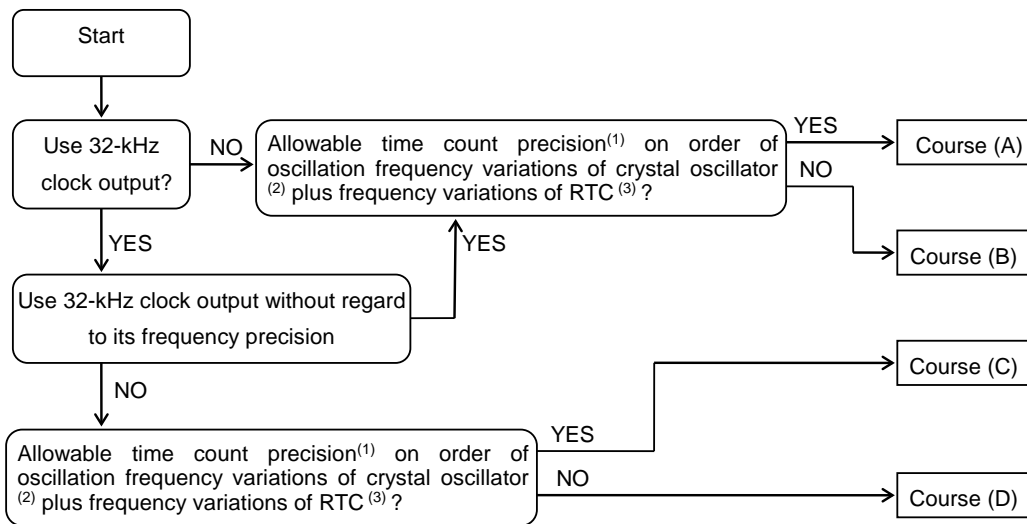 Start
Use 32-kHz
clock output?
NO
Allowable time count precision(1) on order of
oscillation frequency variations of crystal oscillator
(2) plus frequency variations of RTC (3) ?
YES
Course (A)
NO
Course (B)
YES
YES
Use 32-kHz clock output without regard
to its frequency precision
NO
Course (C)
Allowable time count precision(1) on order of
oscillation frequency variations of crystal oscillator
(2) plus frequency variations of RTC (3) ?
YES
NO
Course (D)